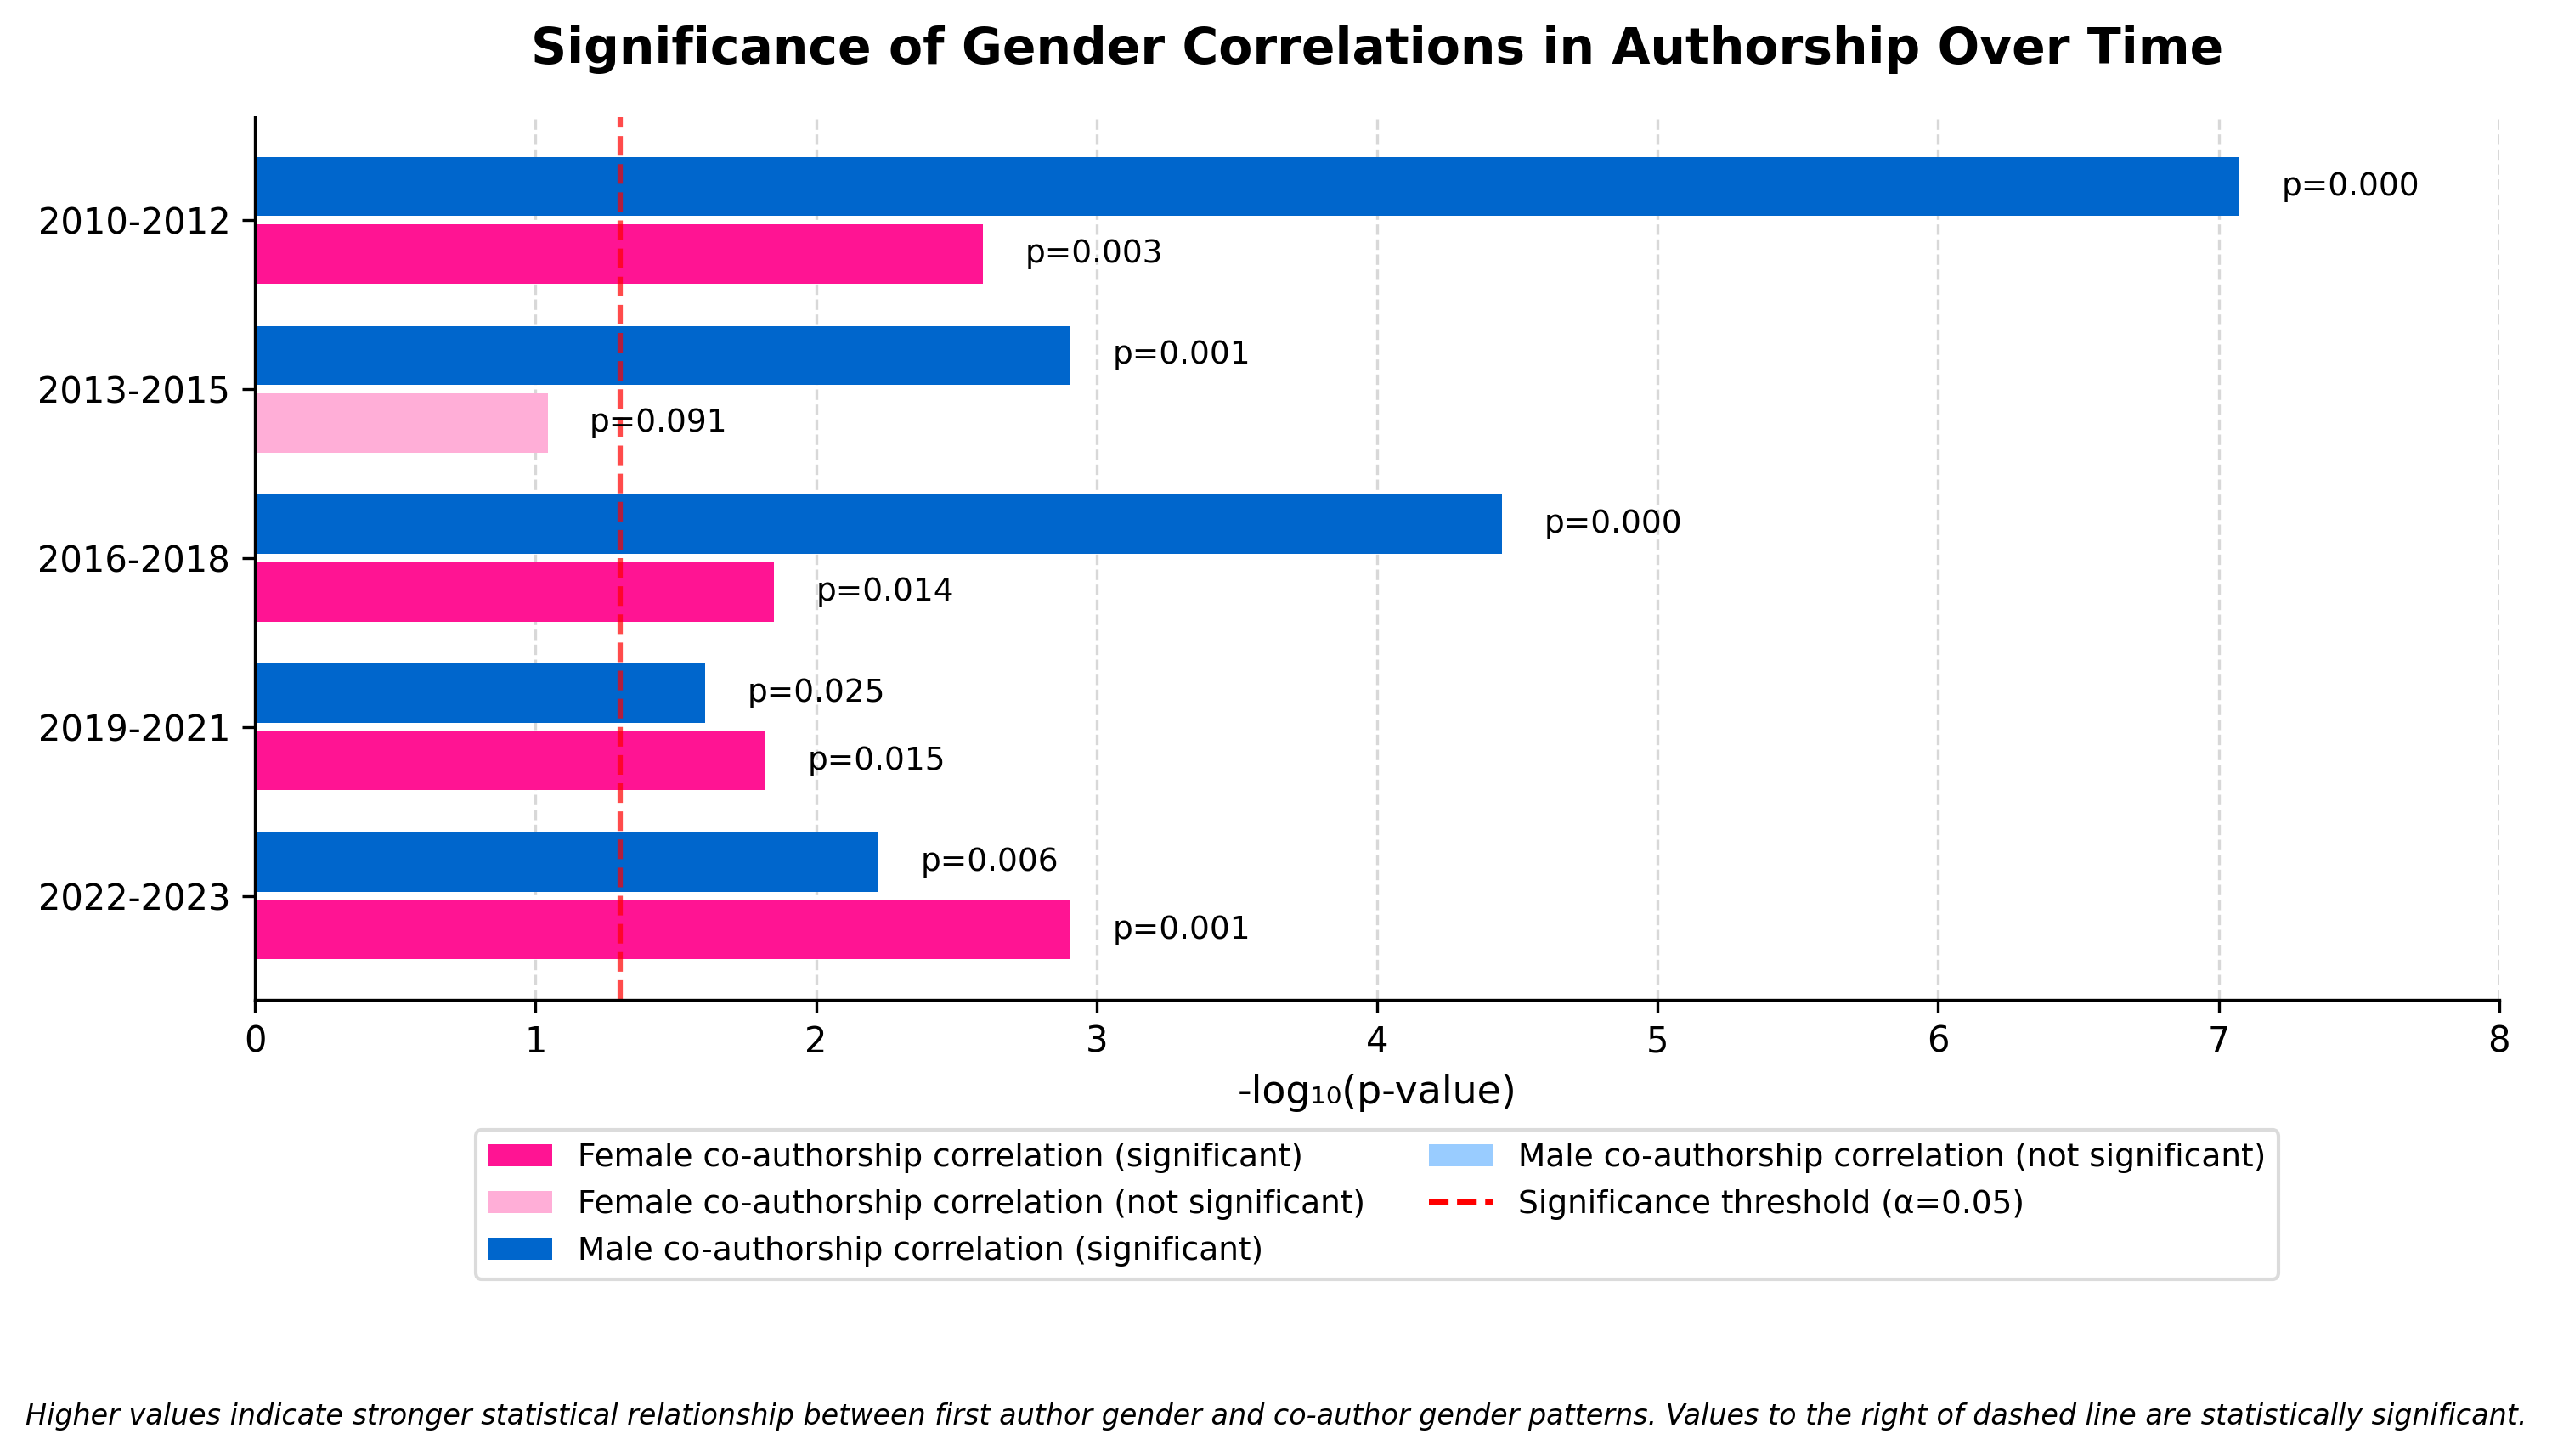 Significance of Gender Correlations in Authorship Over Time
2010-2012
p=0.000
p=0.003
2013-2015
p=0.001
p=0.091
2016-2018
p=0.000
p=0.014
2019-2021
p=0.025
p=0.015
2022-2023
p=0.006
p=0.001
0 1 2 3 4 5 6 7 8
-log₁₀(p-value)
Female co-authorship correlation (significant)
Female co-authorship correlation (not significant)
Male co-authorship correlation (significant)
Male co-authorship correlation (not significant)
Significance threshold (α=0.05)
Higher values indicate stronger statistical relationship between first author gender and co-author gender patterns. Values to the right of dashed line are statistically significant.